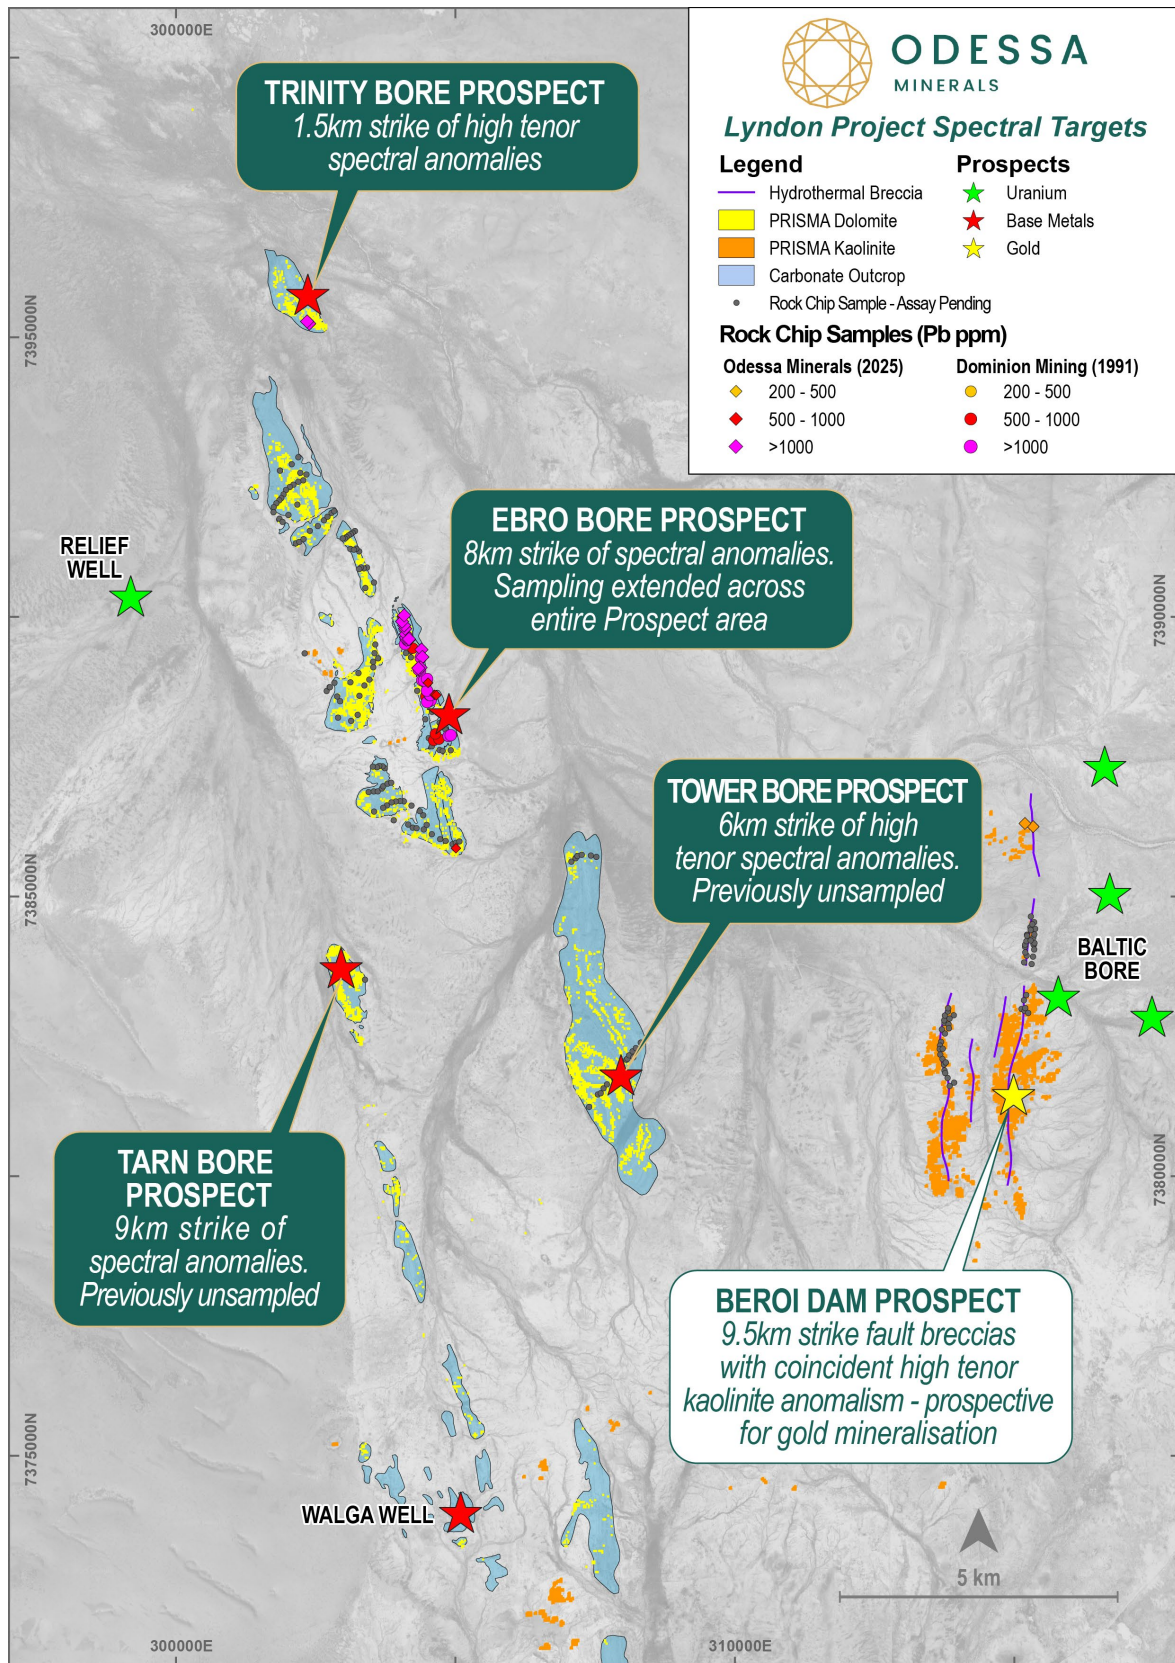 300000E
ODESSA
MINERALS
Lyndon Project Spectral Targets
Legend
Hydrothermal Breccia
PRISMA Dolomite
PRISMA Kaolinite
Carbonate Outcrop
Rock Chip Sample - Assay Pending
Prospects
Uranium
Base Metals
Gold
Rock Chip Samples (Pb ppm)
Odessa Minerals (2025)
200 - 500
500 - 1000
>1000
Dominion Mining (1991)
200 - 500
500 - 1000
>1000
TRINITY BORE PROSPECT
1.5km strike of high tenor
spectral anomalies
7395000N
EBRO BORE PROSPECT
8km strike of spectral anomalies.
Sampling extended across
entire Prospect area
RELIEF
WELL
7390000N
TOWER BORE PROSPECT
6km strike of high
tenor spectral anomalies.
Previously unsampled
7385000N
BALTIC
BORE
TARN BORE
PROSPECT
9km strike of
spectral anomalies.
Previously unsampled
7380000N
BEROI DAM PROSPECT
9.5km strike fault breccias
with coincident high tenor
kaolinite anomalism - prospective
for gold mineralisation
7375000N
WALGA WELL
5 km
300000E
310000E